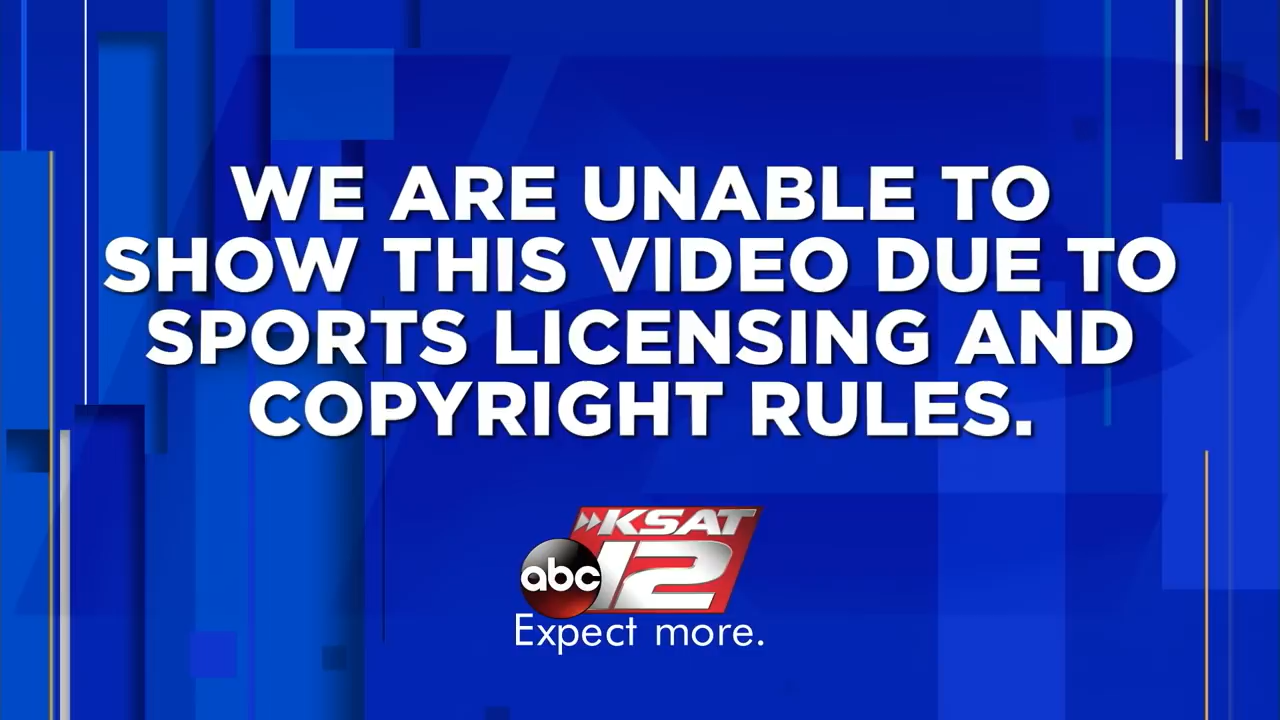 WE ARE UNABLE TO
SHOW THIS VIDEO DUE TO
SPORTS LICENSING AND
COPYRIGHT RULES.
KSAT
abc 12
Expect more.